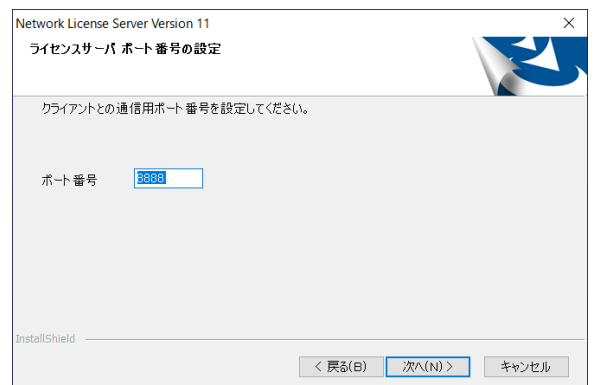 Network License Server Version 11
ライセンスサーバ ポート番号の設定
クライアントとの通信用ポート番号を設定してください。
ポート番号 8888
InstallShield
< 戻る(B) 次へ(N) > キャンセル